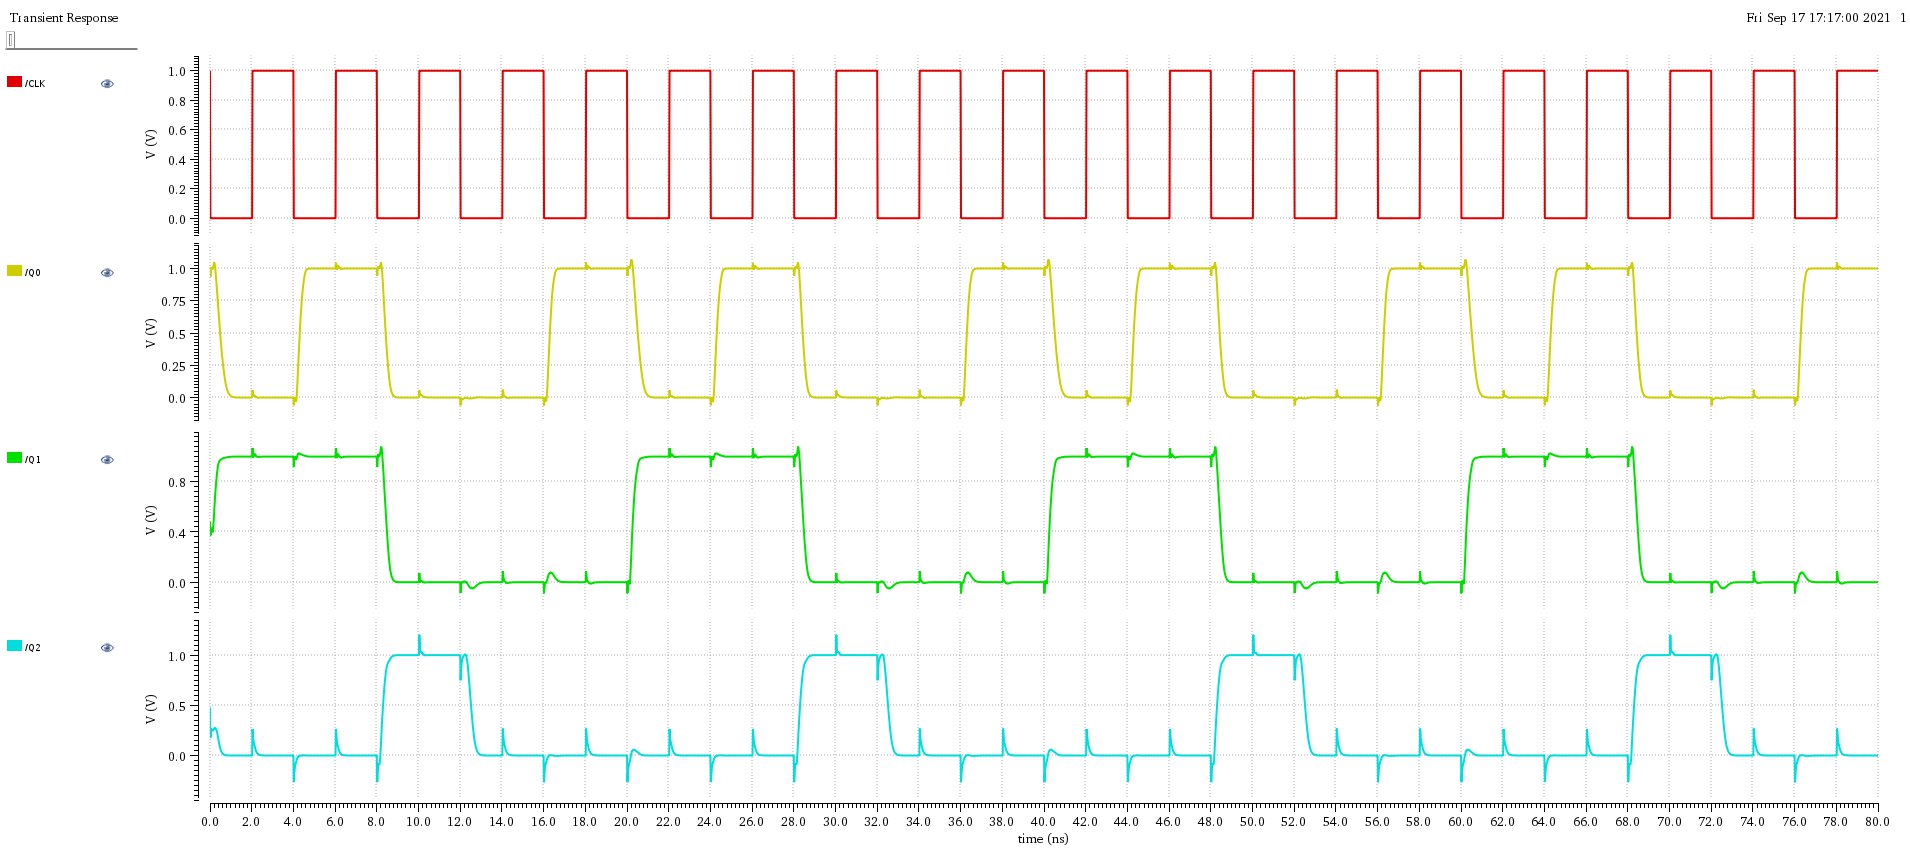 Transient Response
Fri Sep 17 17:17:00 2021 1
/CLK
V (V)
1.0
0.8
0.6
0.4
0.2
0.0
/Q0
V (V)
1.0
0.75
0.5
0.25
0.0
/Q1
V (V)
0.8
0.4
0.0
/Q2
V (V)
1.0
0.5
0.0
0.0 2.0 4.0 6.0 8.0 10.0 12.0 14.0 16.0 18.0 20.0 22.0 24.0 26.0 28.0 30.0 32.0 34.0 36.0 38.0 40.0 42.0 44.0 46.0 48.0 50.0 52.0 54.0 56.0 58.0 60.0 62.0 64.0 66.0 68.0 70.0 72.0 74.0 76.0 78.0 80.0
time (ns)